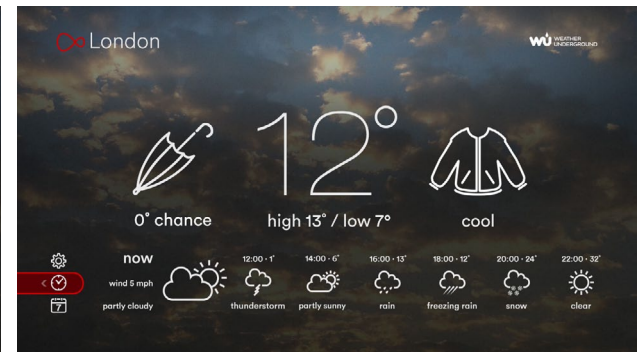 London
WU WEATHER
UNDERGROUND
12°
0° chance
high 13° / low 7°
cool
now
wind 5 mph
partly cloudy
12:00 · 1°
thunderstorm
14:00 · 6°
partly sunny
16:00 · 13°
rain
18:00 · 12°
freezing rain
20:00 · 24°
snow
22:00 · 32°
clear
7